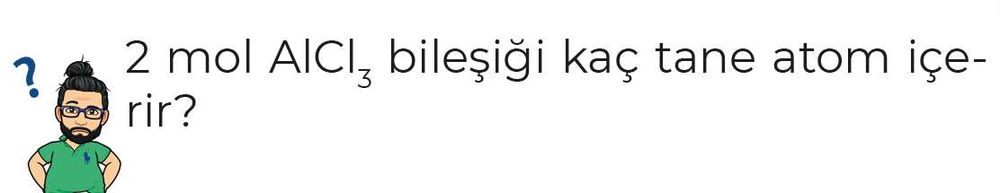 ?
2 mol AlCl₃ bileşiği kaç tane atom içe-
rir?